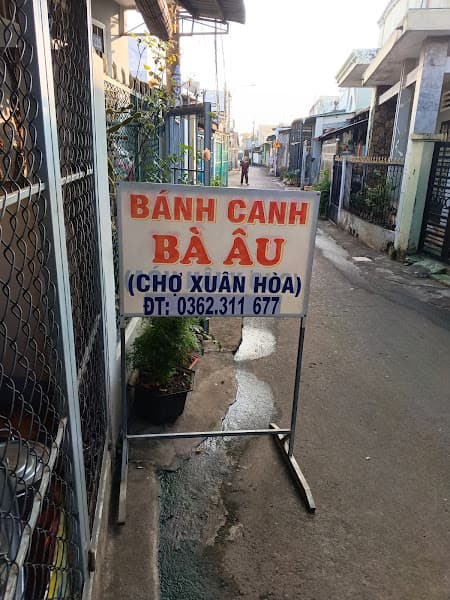 BÁNH CANH
BÀ ÂU
(CHỢ XUÂN HÒA)
ĐT: 0362.311 677